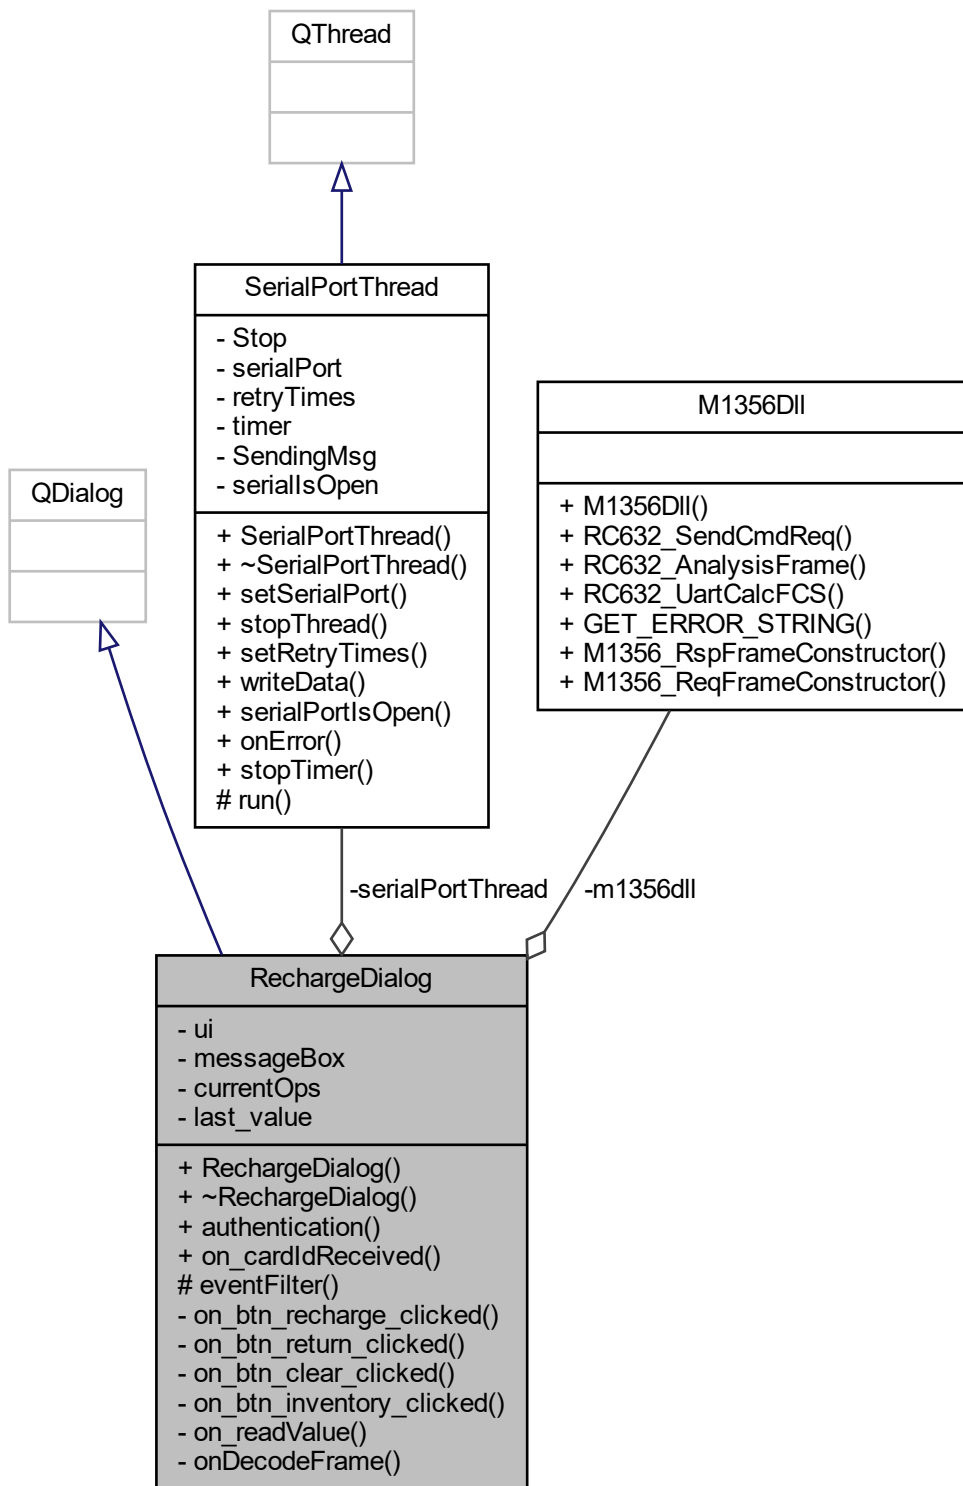 QThread
SerialPortThread
- Stop
- serialPort
- retryTimes
- timer
- SendingMsg
- serialIsOpen
+ SerialPortThread()
+ ~SerialPortThread()
+ setSerialPort()
+ stopThread()
+ setRetryTimes()
+ writeData()
+ serialPortIsOpen()
+ onError()
+ stopTimer()
# run()
M1356Dll
+ M1356Dll()
+ RC632_SendCmdReq()
+ RC632_AnalysisFrame()
+ RC632_UartCalcFCS()
+ GET_ERROR_STRING()
+ M1356_RspFrameConstructor()
+ M1356_ReqFrameConstructor()
QDialog
-serialPortThread
-m1356dll
RechargeDialog
- ui
- messageBox
- currentOps
- last_value
+ RechargeDialog()
+ ~RechargeDialog()
+ authentication()
+ on_cardIdReceived()
# eventFilter()
- on_btn_recharge_clicked()
- on_btn_return_clicked()
- on_btn_clear_clicked()
- on_btn_inventory_clicked()
- on_readValue()
- onDecodeFrame()